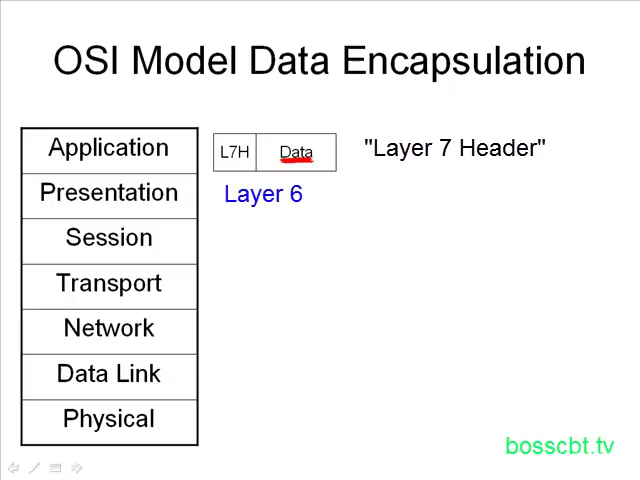 OSI Model Data Encapsulation
Application
L7H Data
"Layer 7 Header"
Presentation
Layer 6
Session
Transport
Network
Data Link
Physical
bosscbt.tv